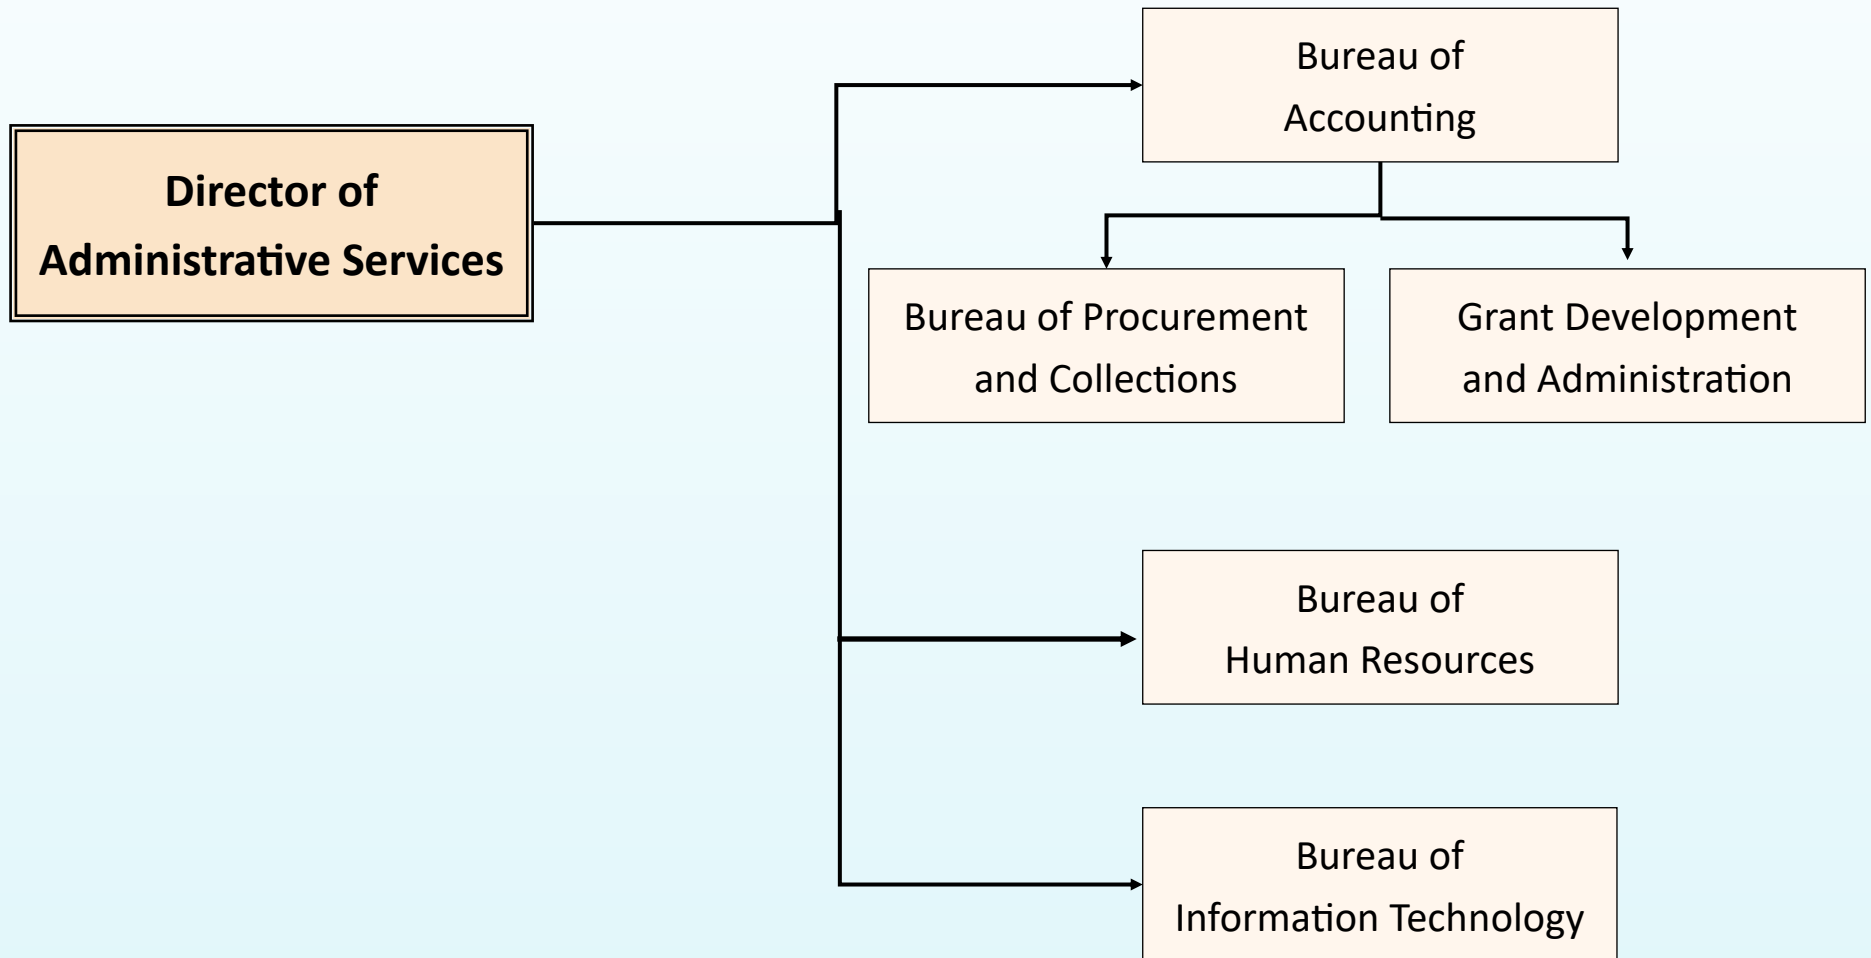 Bureau of
Accounting
Director of
Administrative Services
Bureau of Procurement
and Collections
Grant Development
and Administration
Bureau of
Human Resources
Bureau of
Information Technology